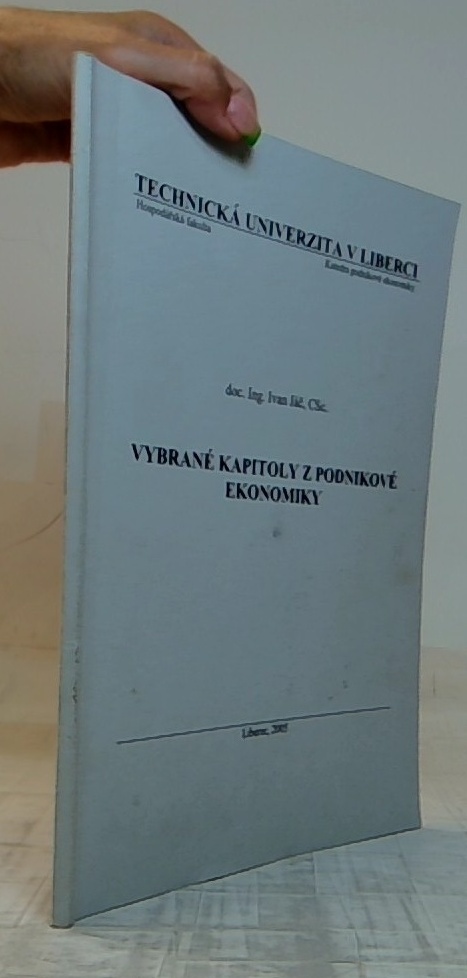 TECHNICKÁ UNIVERZITA V LIBERCI
Hospodářská fakulta
Katedra podnikové ekonomiky
doc. Ing. Ivan Jáč, CSc.
VYBRANÉ KAPITOLY Z PODNIKOVÉ
EKONOMIKY
Liberec, 2005